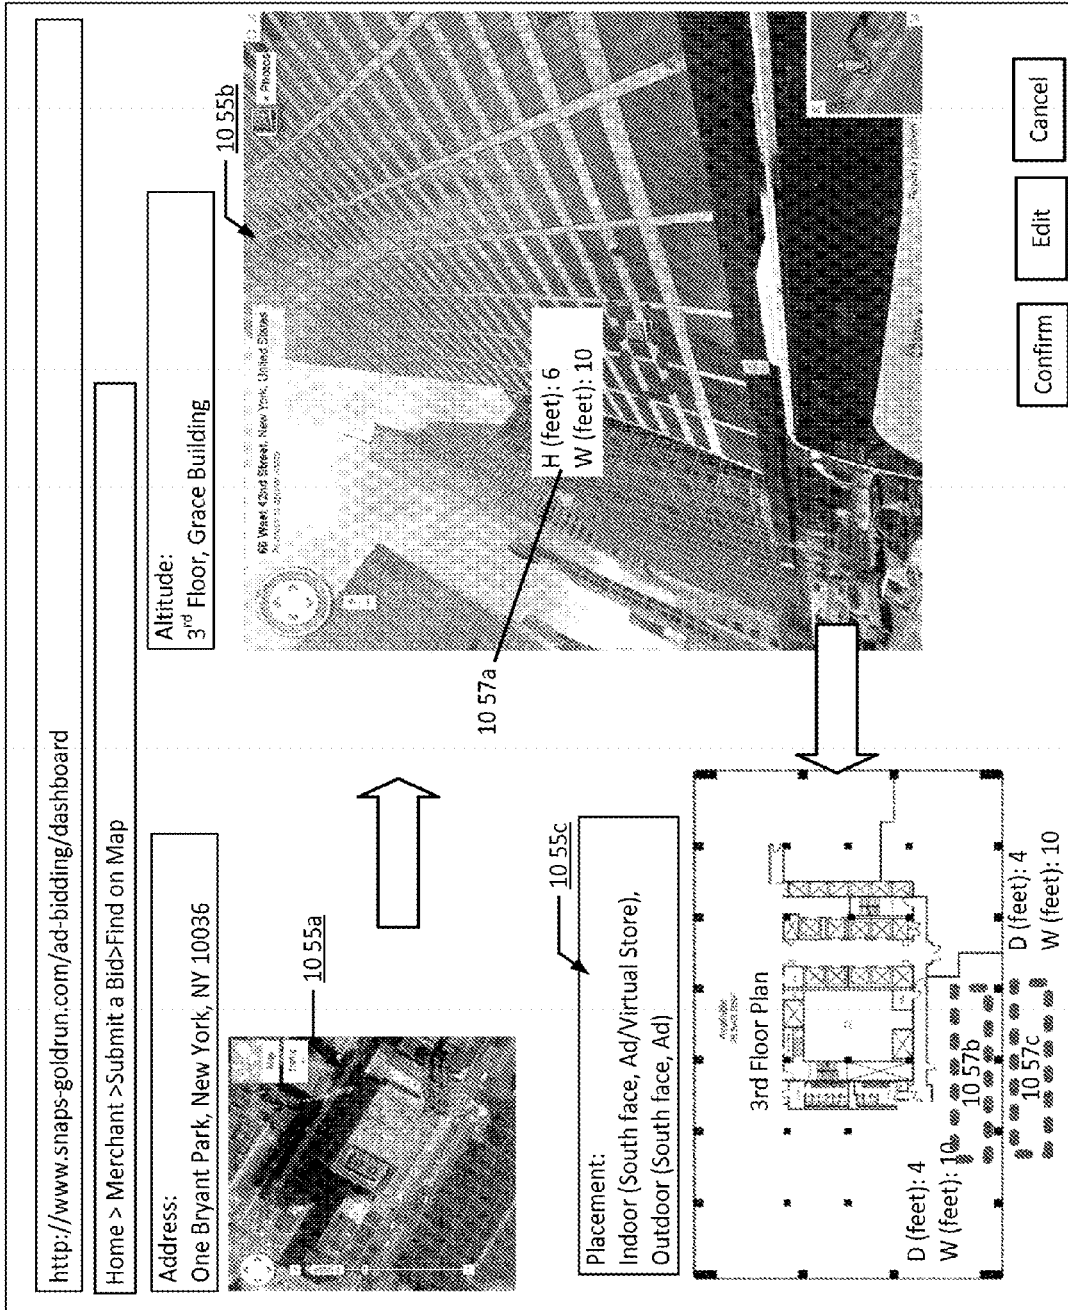 http://www.snaps-goldrun.com/ad-bidding/dashboard
Home > Merchant >Submit a Bid>Find on Map
Address:
One Bryant Park, New York, NY 10036
10 55a
Altitude:
3rd Floor, Grace Building
10 55b
Photos
66 West 42nd Street, New York, United States
H (feet): 6
W (feet): 10
10 57a
Placement:
Indoor (South face, Ad/Virtual Store),
Outdoor (South face, Ad)
10 55c
3rd Floor Plan
D (feet): 4
W (feet): 10
10 57b
10 57c
D (feet): 4
W (feet): 10
Confirm
Edit
Cancel